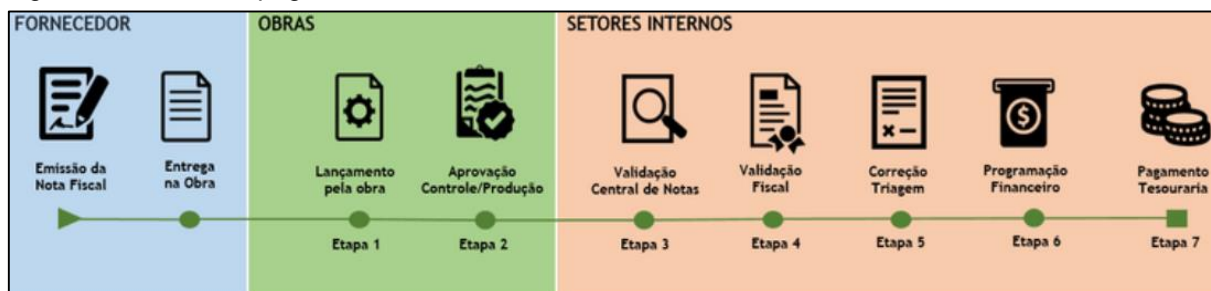 FORNECEDOR
OBRAS
SETORES INTERNOS
Emissão da
Nota Fiscal
Entrega
na Obra
Lançamento
pela obra
Aprovação
Controle/Produção
Validação
Central de Notas
Validação
Fiscal
Correção
Triagem
Programação
Financeiro
Pagamento
Tesouraria
Etapa 1
Etapa 2
Etapa 3
Etapa 4
Etapa 5
Etapa 6
Etapa 7